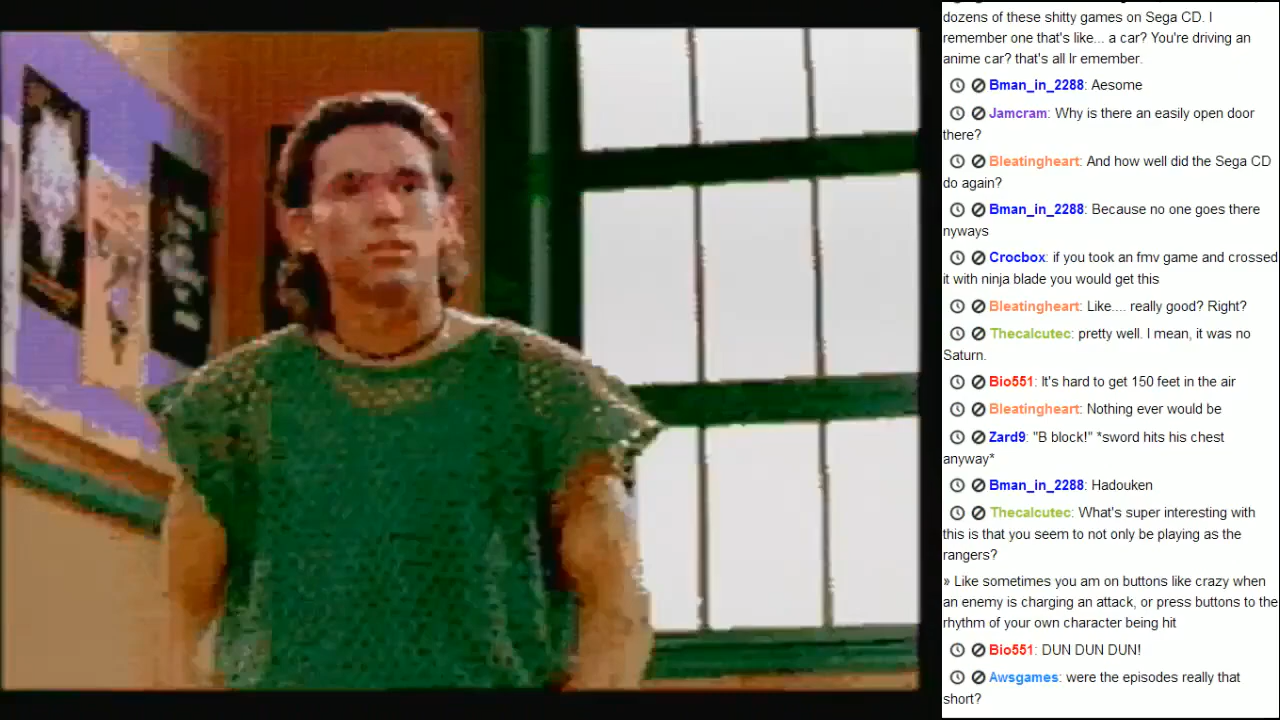 dozens of these shitty games on Sega CD. I
remember one that's like... a car? You're driving an
anime car? that's all Ir emember.
Bman_in_2288: Aesome
Jamcram: Why is there an easily open door
there?
Bleatingheart: And how well did the Sega CD
do again?
Bman_in_2288: Because no one goes there
nyways
Crocbox: if you took an fmv game and crossed
it with ninja blade you would get this
Bleatingheart: Like.... really good? Right?
Thecalcutec: pretty well. I mean, it was no
Saturn.
Bio551: It's hard to get 150 feet in the air
Bleatingheart: Nothing ever would be
Zard9: "B block!" *sword hits his chest
anyway*
Bman_in_2288: Hadouken
Thecalcutec: What's super interesting with
this is that you seem to not only be playing as the
rangers?
» Like sometimes you am on buttons like crazy when
an enemy is charging an attack, or press buttons to the
rhythm of your own character being hit
Bio551: DUN DUN DUN!
Awsgames: were the episodes really that
short?